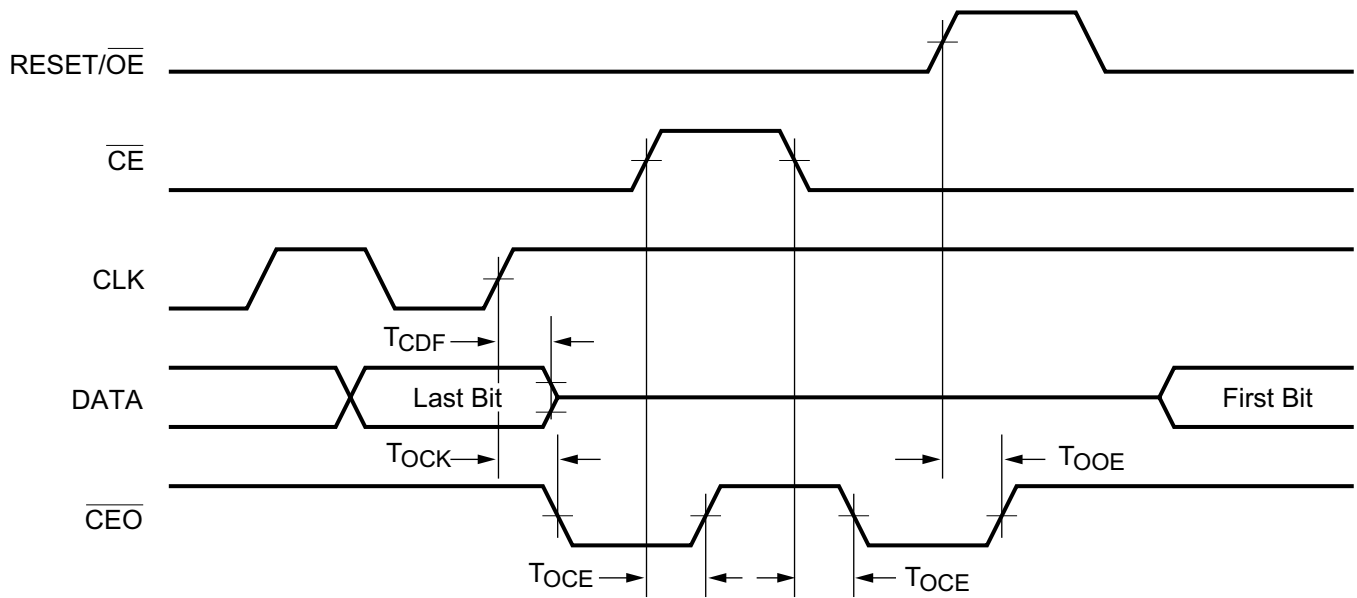 RESET/OE
CE
CLK
TCDF
DATA
Last Bit
First Bit
TOCK
TOOE
CEO
TOCE
TOCE